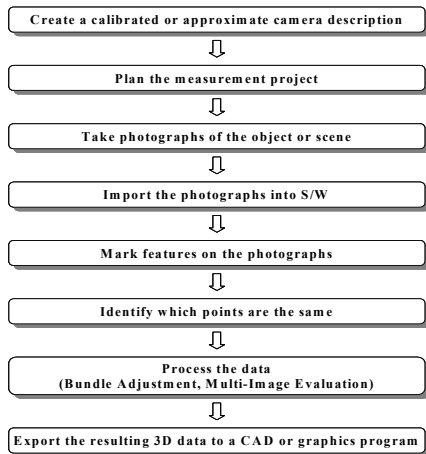 Create a calibrated or approximate camera description
Plan the measurement project
Take photographs of the object or scene
Import the photographs into S/W
Mark features on the photographs
Identify which points are the same
Process the data
(Bundle Adjustment, Multi-Image Evaluation)
Export the resulting 3D data to a CAD or graphics program